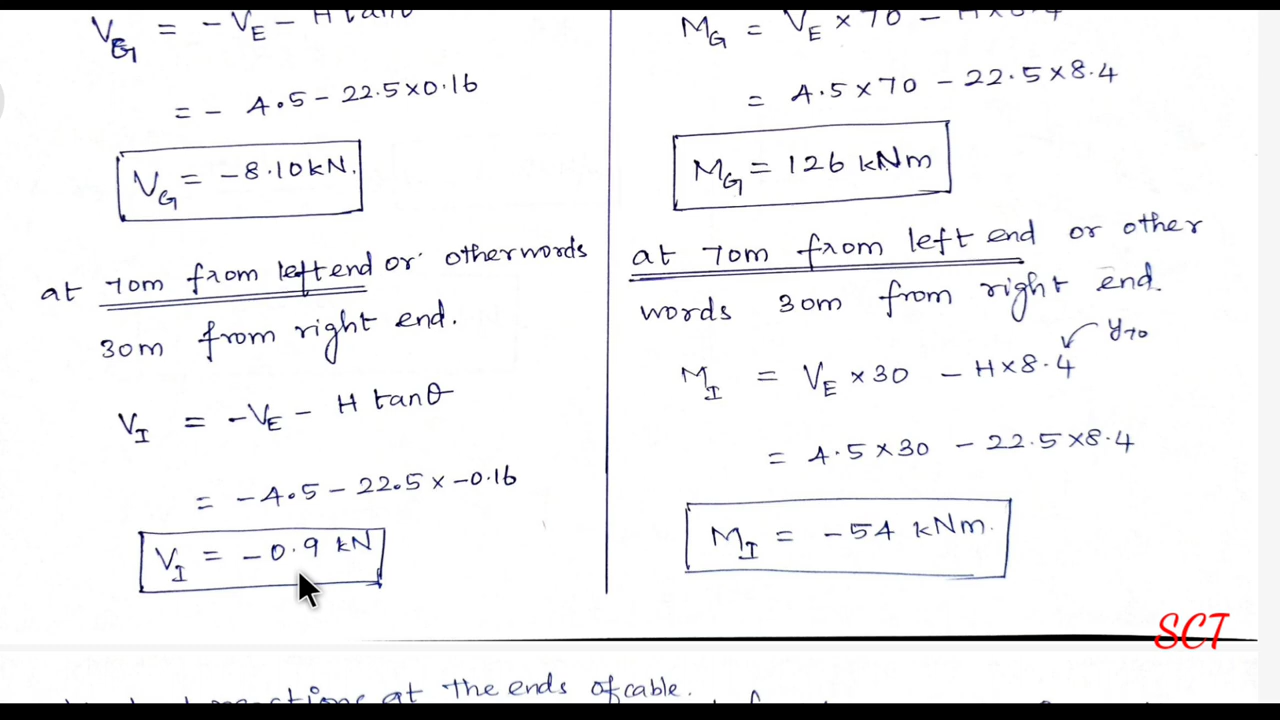 V_G = - V_E - H tanθ
= - 4.5 - 22.5 × 0.16
V_G = -8.10 kN.
at 70m from left end or otherwords
30m from right end.
V_I = -V_E - H tanθ
= -4.5 - 22.5 × -0.16
V_I = -0.9 kN
M_G = V_E × 70 - H × 8.4
= 4.5 × 70 - 22.5 × 8.4
M_G = 126 kNm
at 70m from left end or other
words 30m from right end.
y70
M_I = V_E × 30 - H × 8.4
= 4.5 × 30 - 22.5 × 8.4
M_I = -54 kNm.
SCT
at the ends of cable.